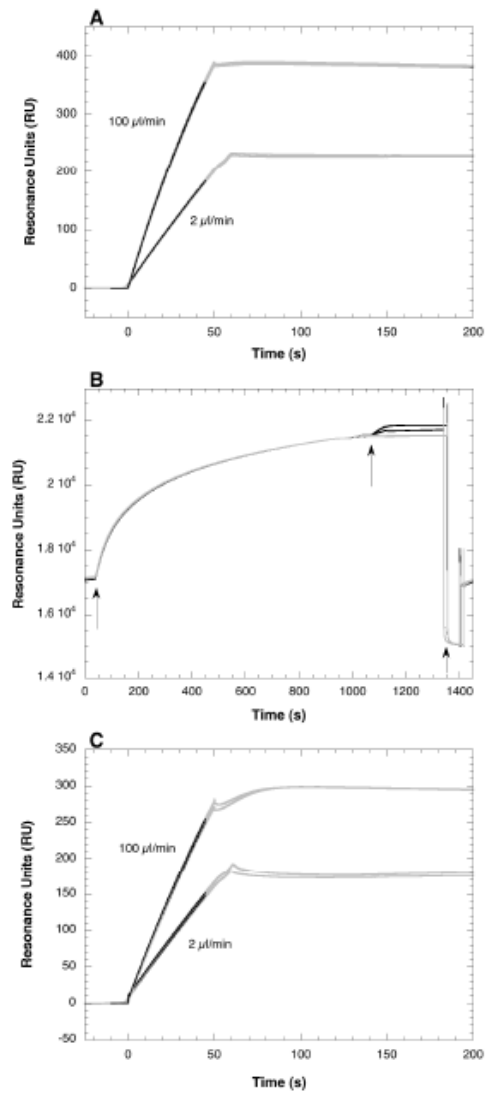 A
Resonance Units (RU)
400
300
200
100
0
100 µl/min
2 µl/min
0
50
100
150
200
Time (s)
B
Resonance Units (RU)
2.2 10⁴
2 10⁴
1.8 10⁴
1.6 10⁴
1.4 10⁴
0
200
400
600
800
1000
1200
1400
Time (s)
C
Resonance Units (RU)
350
300
250
200
150
100
50
0
-50
100 µl/min
2 µl/min
0
50
100
150
200
Time (s)